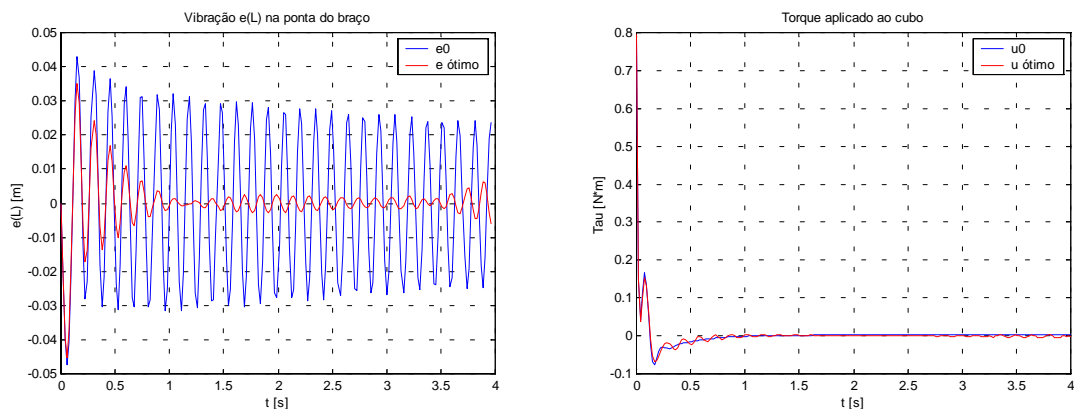 Vibração e(L) na ponta do braço
0.05
0.04
0.03
0.02
0.01
0
-0.01
-0.02
-0.03
-0.04
-0.05
e(L) [m]
0 0.5 1 1.5 2 2.5 3 3.5 4
t [s]
e0
e ótimo
Torque aplicado ao cubo
0.8
0.7
0.6
0.5
0.4
0.3
0.2
0.1
0
-0.1
Tau [N*m]
0 0.5 1 1.5 2 2.5 3 3.5 4
t [s]
u0
u ótimo